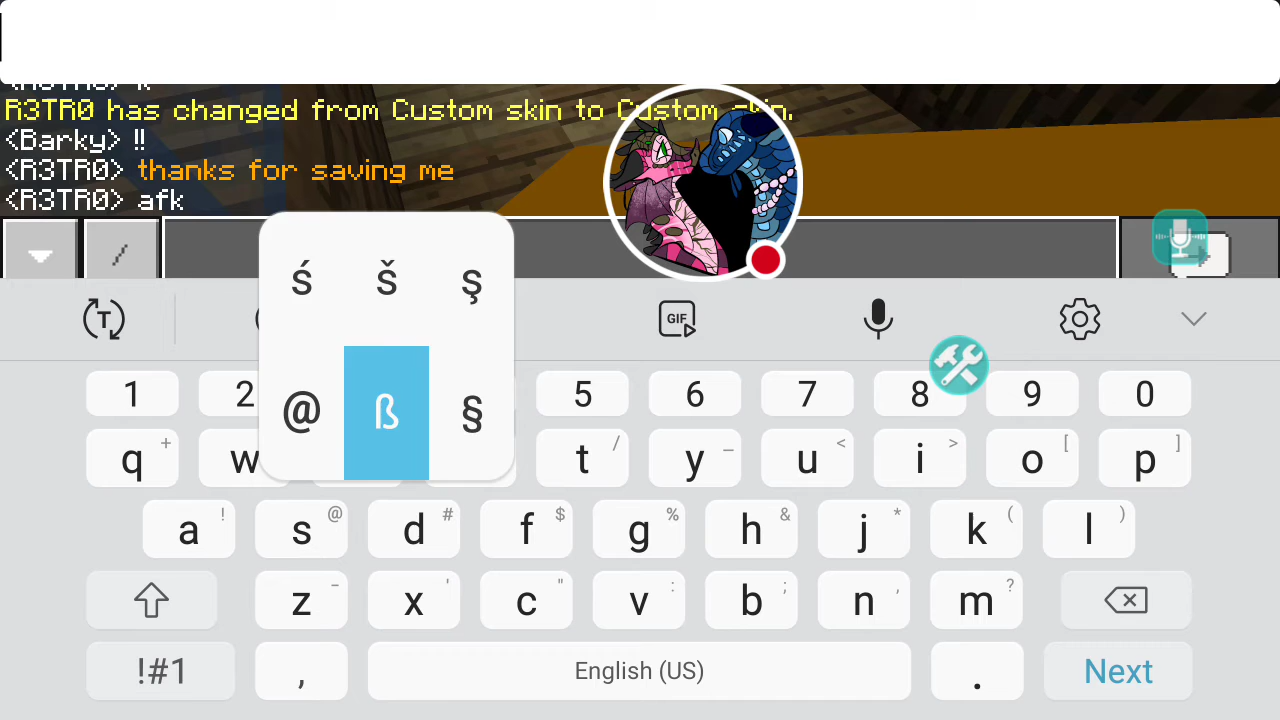 R3TR0 has changed from Custom skin to Custom skin.
<Barky> !!
<R3TR0> thanks for saving me
<R3TR0> afk
/
ś š ş
@ ß §
T GIF
1 2 5 6 7 8 9 0
q + w t / y _ u < i > o [ p ]
a ! s @ d # f $ g % h & j * k ( l )
z - x ' c " v : b ; n , m ?
!#1 , English (US) . Next